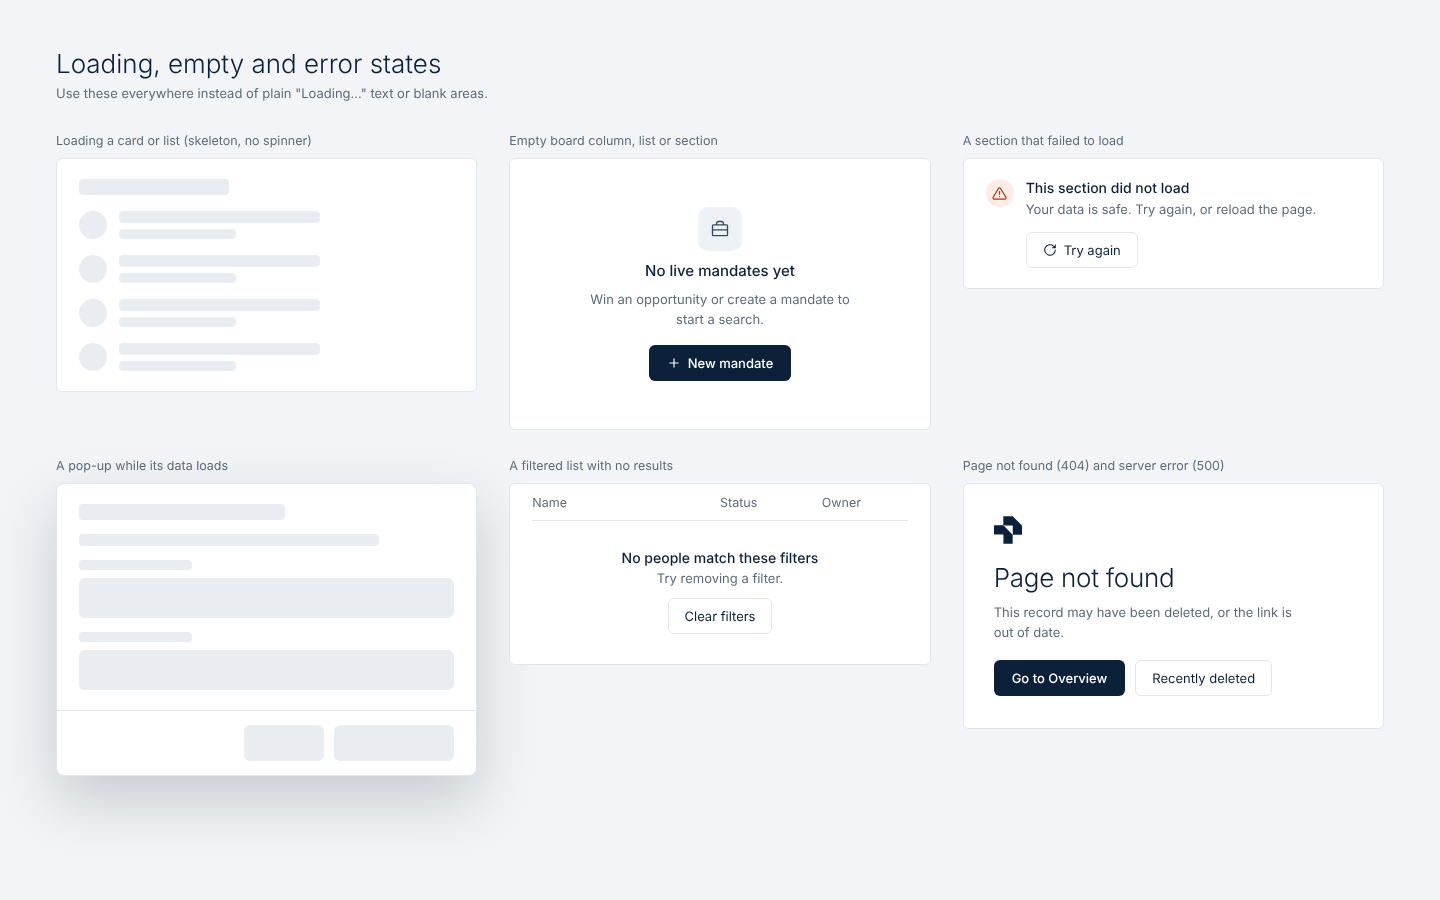 Loading, empty and error states
Use these everywhere instead of plain "Loading..." text or blank areas.
Loading a card or list (skeleton, no spinner)
Empty board column, list or section
No live mandates yet
Win an opportunity or create a mandate to
start a search.
New mandate
A section that failed to load
This section did not load
Your data is safe. Try again, or reload the page.
Try again
A pop-up while its data loads
A filtered list with no results
Name Status Owner
No people match these filters
Try removing a filter.
Clear filters
Page not found (404) and server error (500)
Page not found
This record may have been deleted, or the link is
out of date.
Go to Overview Recently deleted